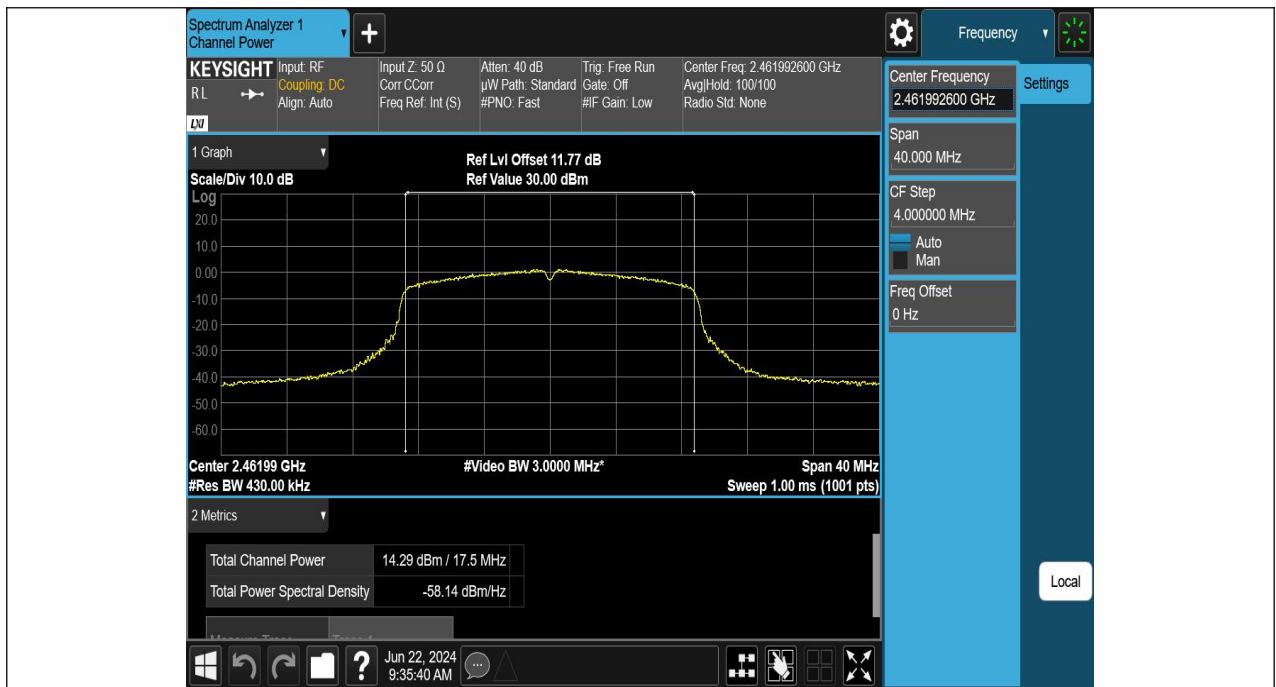 Spectrum Analyzer 1
Channel Power
Frequency
KEYSIGHT
R L
LXI
Input: RF
Coupling: DC
Align: Auto
Input Z: 50 Ω
Corr CCorr
Freq Ref: Int (S)
Atten: 40 dB
µW Path: Standard
#PNO: Fast
Trig: Free Run
Gate: Off
#IF Gain: Low
Center Freq: 2.461992600 GHz
Avg|Hold: 100/100
Radio Std: None
Center Frequency
2.461992600 GHz
Settings
Span
40.000 MHz
CF Step
4.000000 MHz
Auto
Man
Freq Offset
0 Hz
Local
1 Graph
Scale/Div 10.0 dB
Ref Lvl Offset 11.77 dB
Ref Value 30.00 dBm
Log
20.0
10.0
0.00
-10.0
-20.0
-30.0
-40.0
-50.0
-60.0
Center 2.46199 GHz
#Video BW 3.0000 MHz*
Span 40 MHz
#Res BW 430.00 kHz
Sweep 1.00 ms (1001 pts)
2 Metrics
Total Channel Power
14.29 dBm / 17.5 MHz
Total Power Spectral Density
-58.14 dBm/Hz
?
Jun 22, 2024
9:35:40 AM